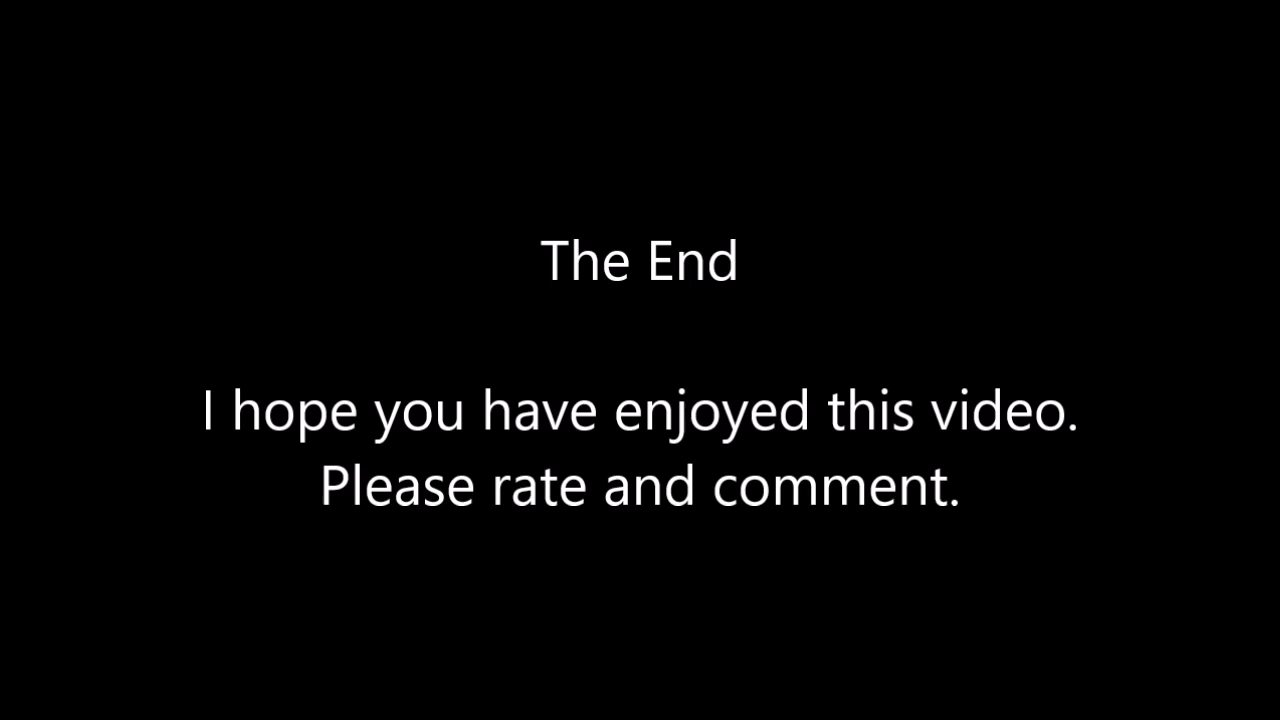 The End
I hope you have enjoyed this video.
Please rate and comment.